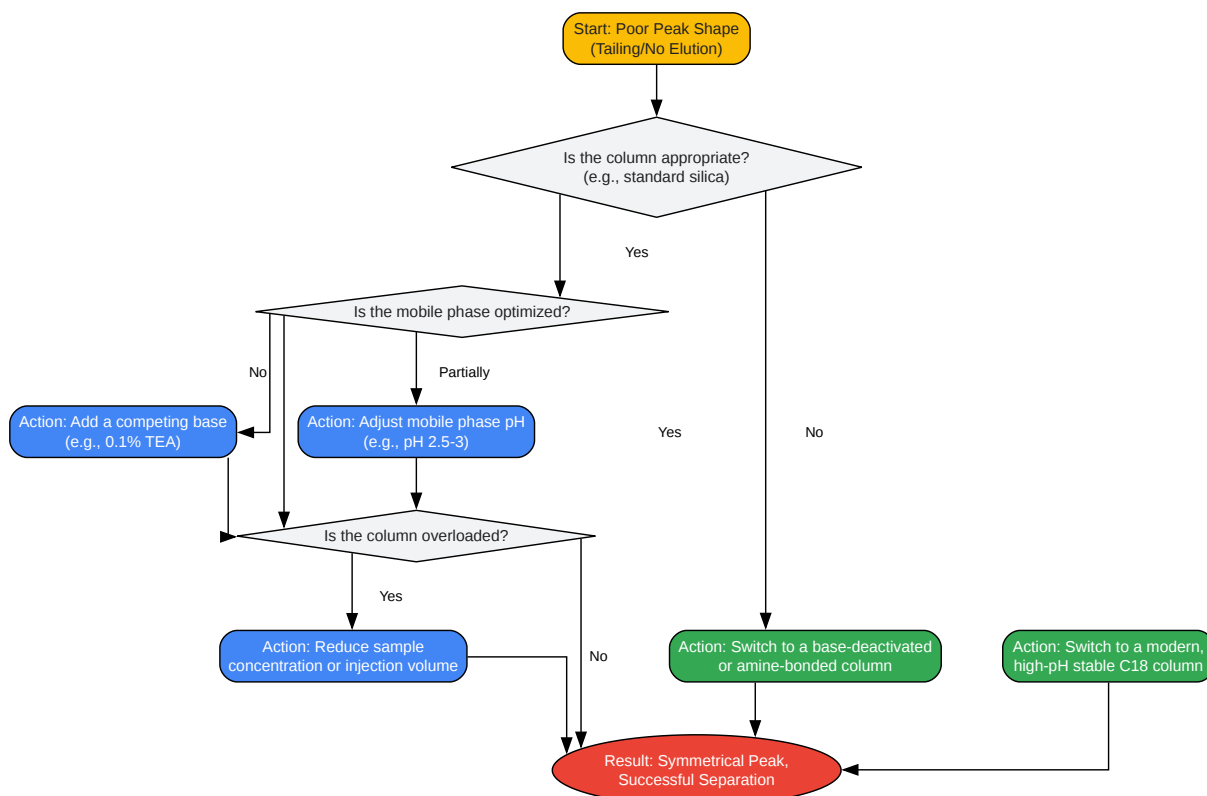 Start: Poor Peak Shape
(Tailing/No Elution)
Is the column appropriate?
(e.g., standard silica)
Yes
Is the mobile phase optimized?
No
Partially
Action: Add a competing base
(e.g., 0.1% TEA)
Action: Adjust mobile phase pH
(e.g., pH 2.5-3)
Yes
No
Is the column overloaded?
Yes
Action: Reduce sample
concentration or injection volume
No
Action: Switch to a base-deactivated
or amine-bonded column
Action: Switch to a modern,
high-pH stable C18 column
Result: Symmetrical Peak,
Successful Separation